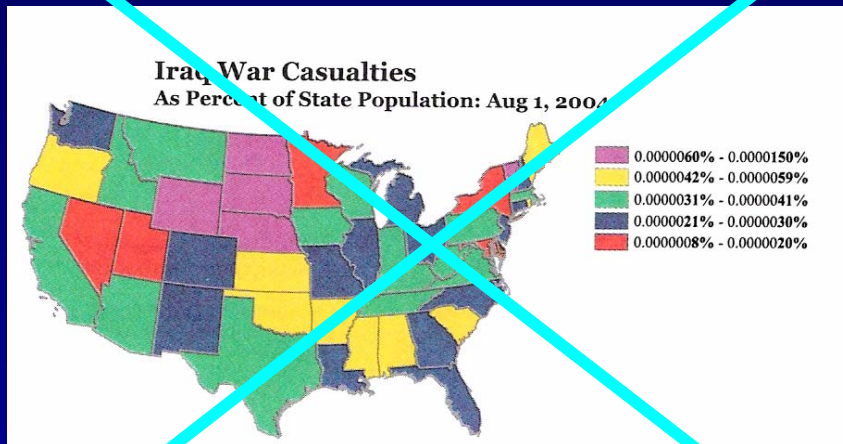 Iraq War Casualties
As Percent of State Population: Aug 1, 2004
0.0000060% - 0.0000150%
0.0000042% - 0.0000059%
0.0000031% - 0.0000041%
0.0000021% - 0.0000030%
0.0000008% - 0.0000020%